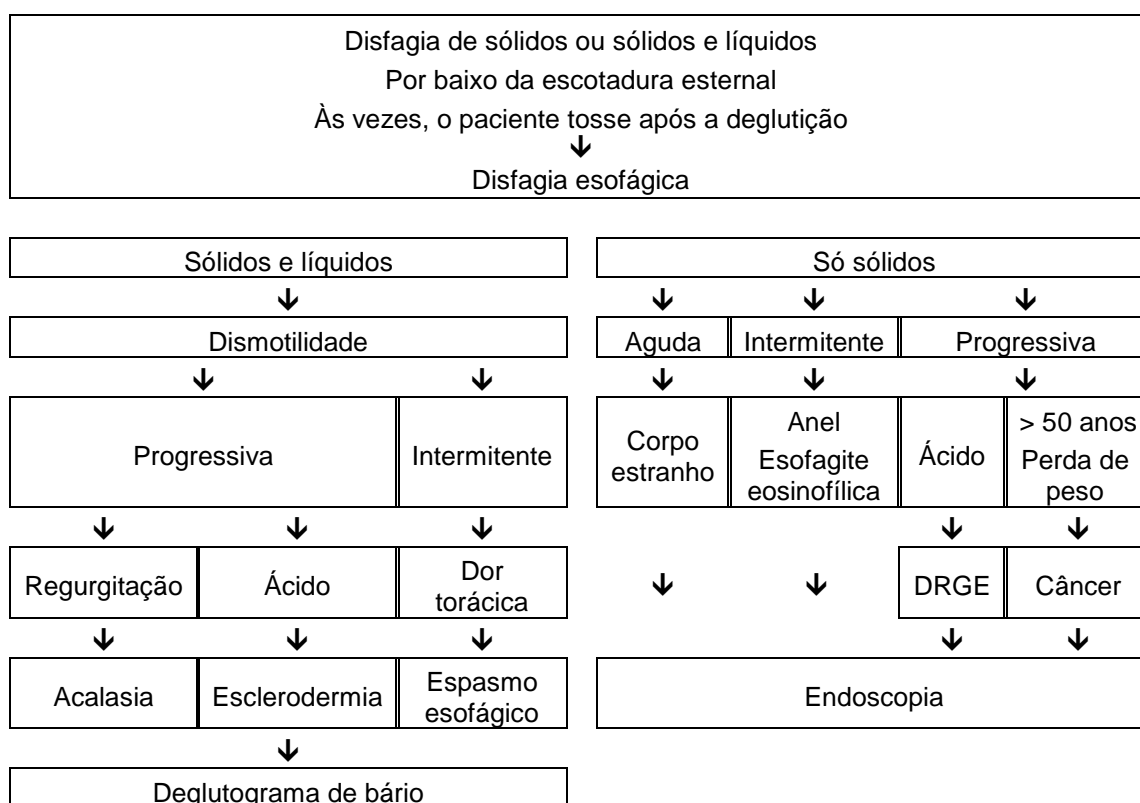 Disfagia de sólidos ou sólidos e líquidos
Por baixo da escotadura esternal
Às vezes, o paciente tosse após a deglutição
Disfagia esofágica
Sólidos e líquidos
Dismotilidade
Progressiva
Intermitente
Regurgitação
Ácido
Dor
torácica
Acalasia
Esclerodermia
Espasmo
esofágico
Deglutograma de bário
Só sólidos
Aguda
Intermitente
Progressiva
Corpo
estranho
Anel
Esofagite
eosinofílica
Ácido
> 50 anos
Perda de
peso
DRGE
Câncer
Endoscopia